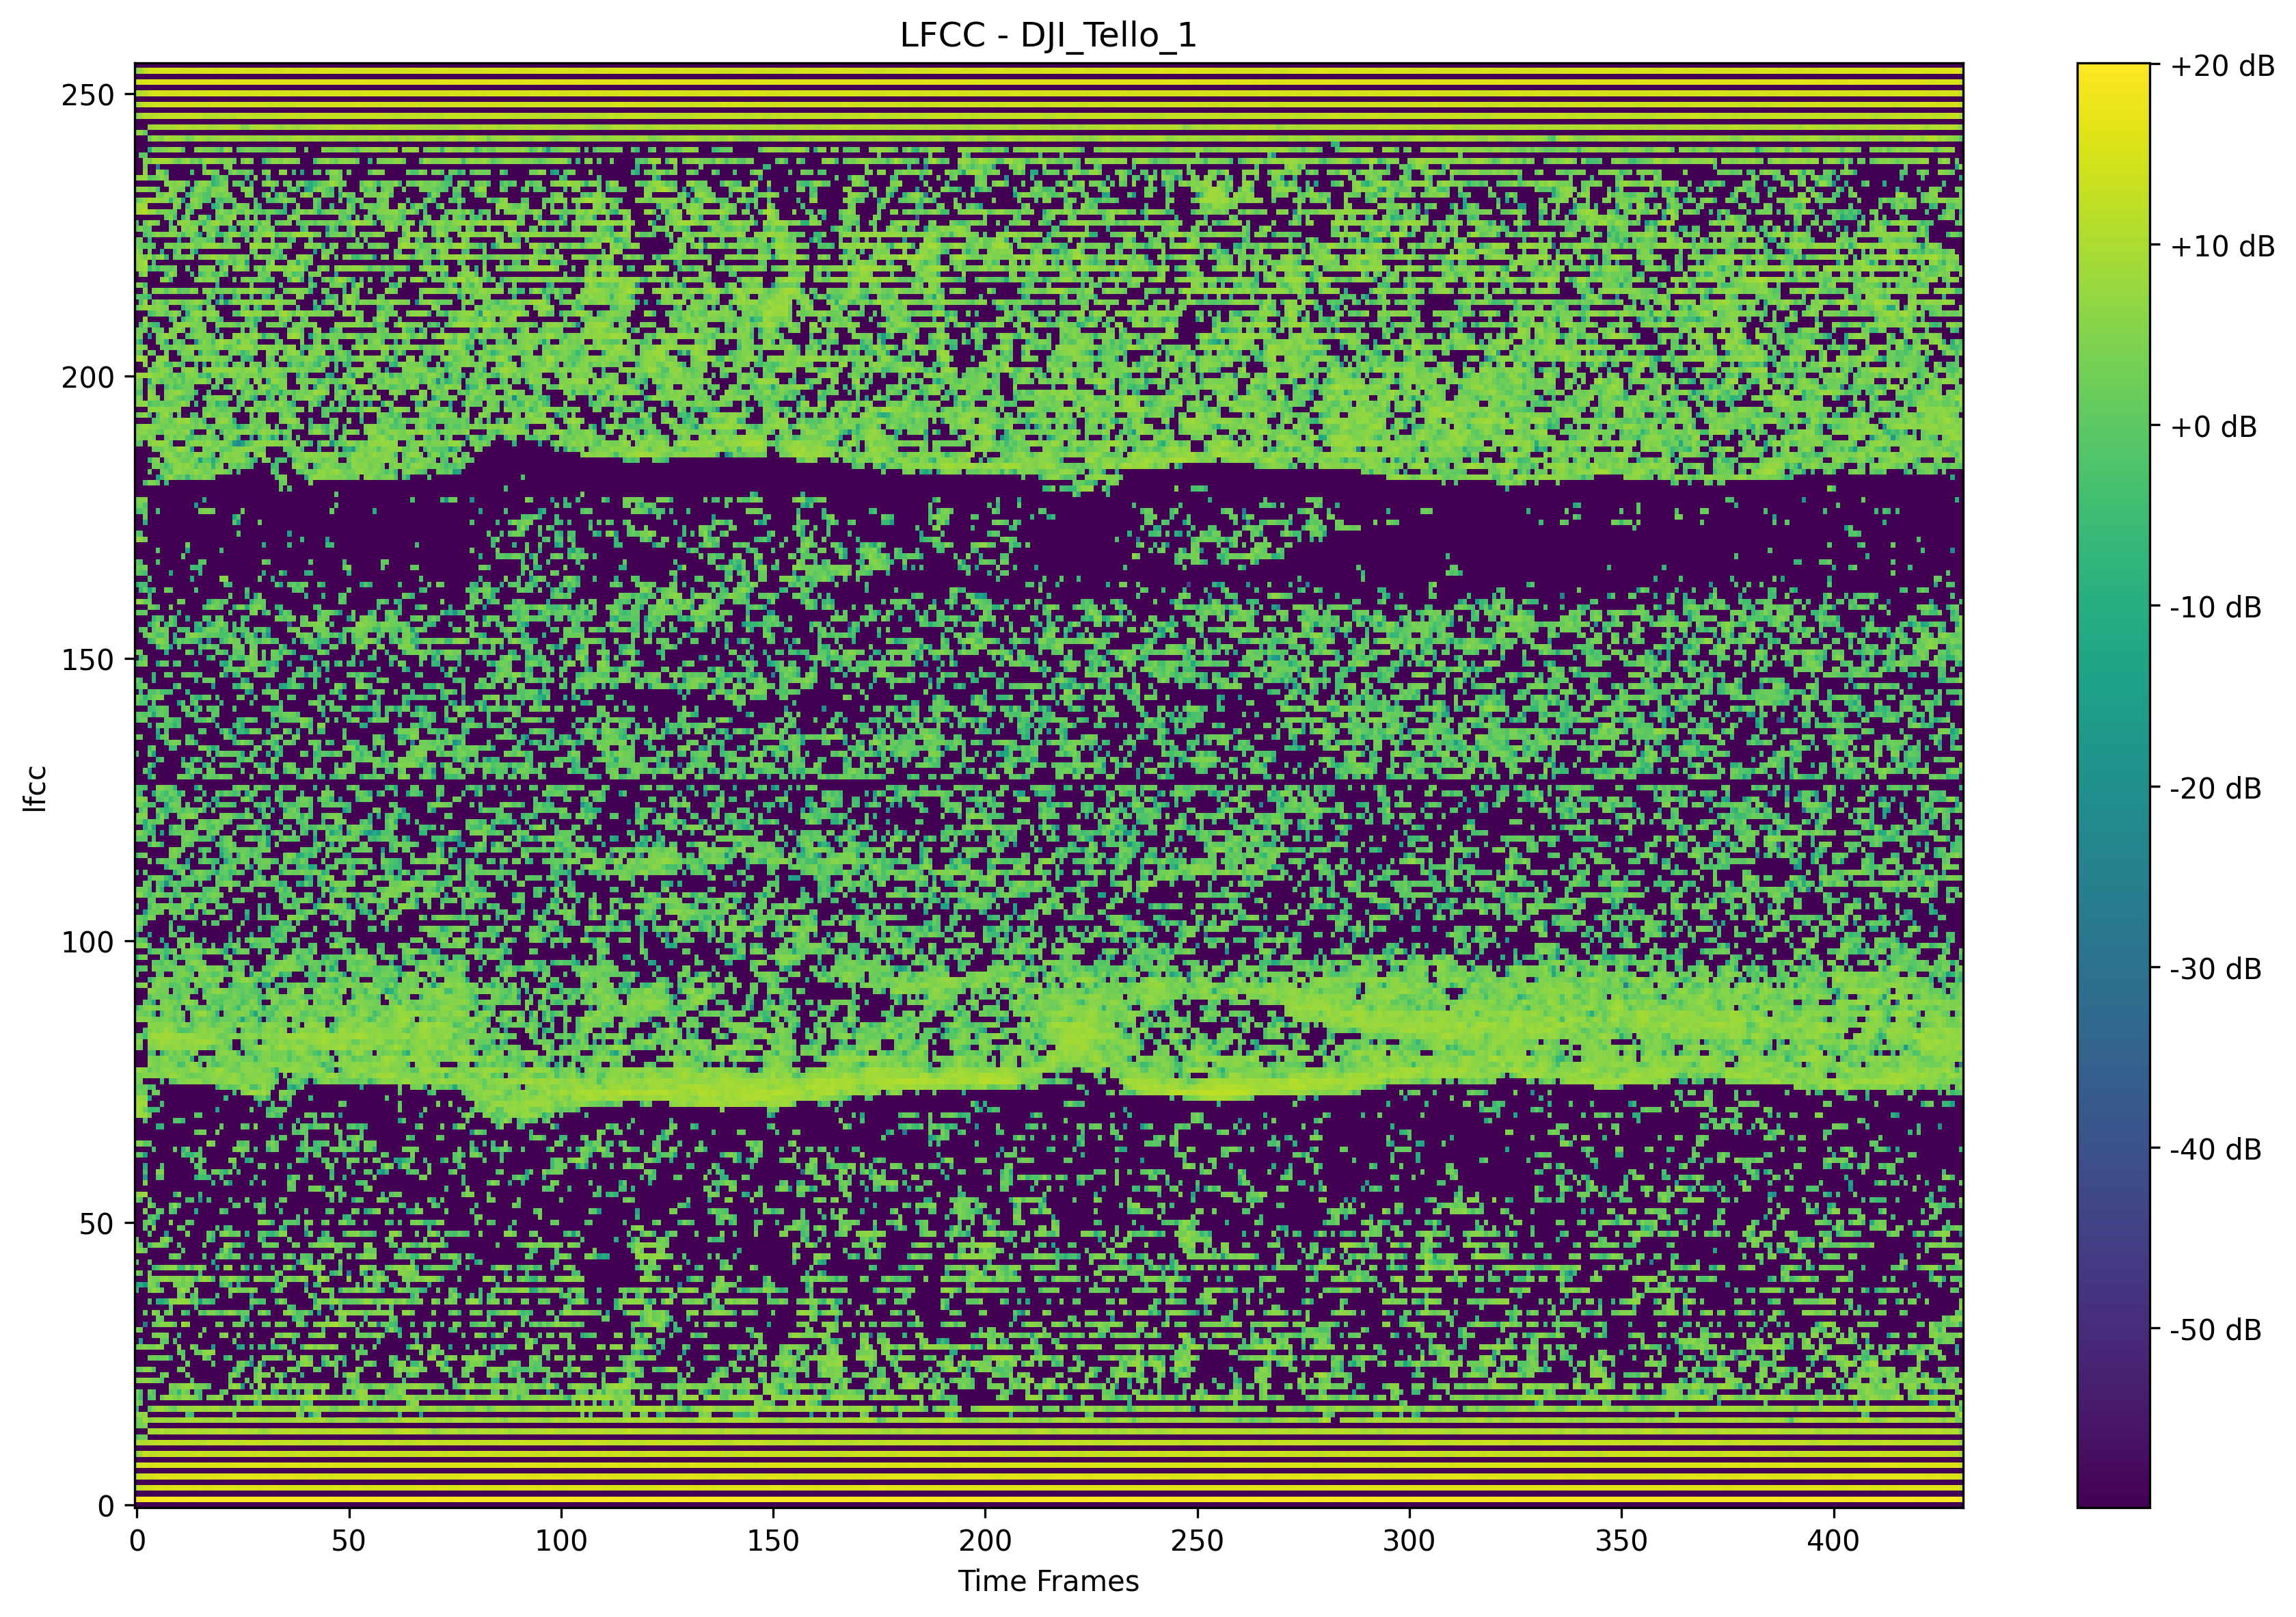 LFCC - DJI_Tello_1
250
200
150
100
50
0
lfcc
0 50 100 150 200 250 300 350 400
Time Frames
+20 dB
+10 dB
+0 dB
-10 dB
-20 dB
-30 dB
-40 dB
-50 dB